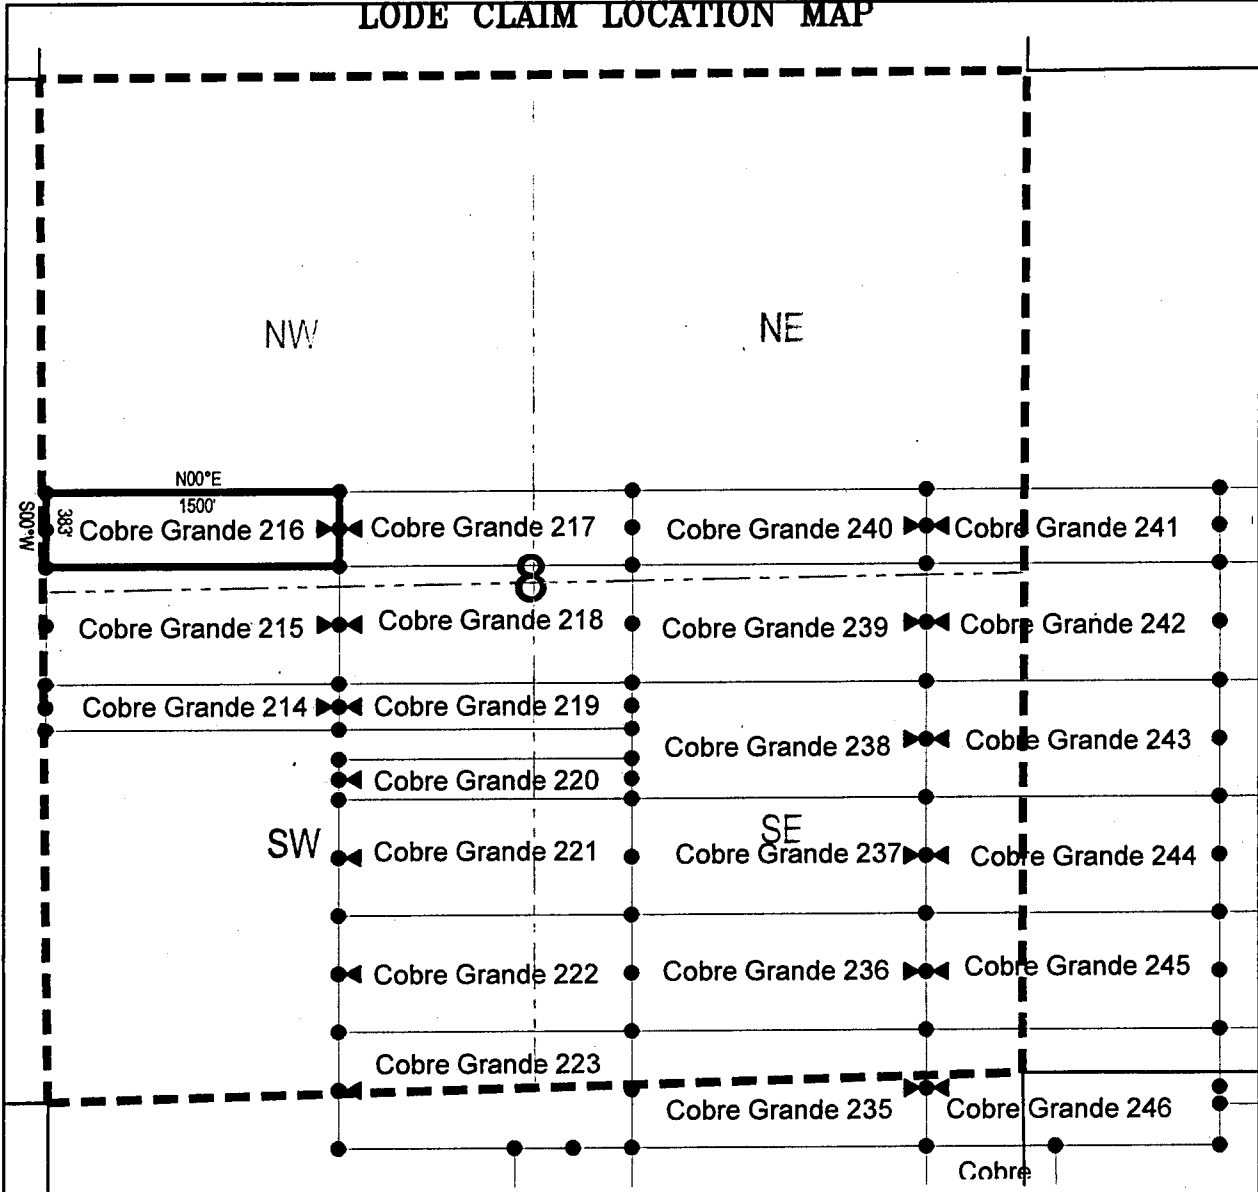 LODE CLAIM LOCATION MAP
NW
NE
N00°E
1500'
S00°W
383'
Cobre Grande 216
Cobre Grande 217
Cobre Grande 240
Cobre Grande 241
8
Cobre Grande 215
Cobre Grande 218
Cobre Grande 239
Cobre Grande 242
Cobre Grande 214
Cobre Grande 219
Cobre Grande 238
Cobre Grande 243
Cobre Grande 220
SW
SE
Cobre Grande 221
Cobre Grande 237
Cobre Grande 244
Cobre Grande 222
Cobre Grande 236
Cobre Grande 245
Cobre Grande 223
Cobre Grande 235
Cobre Grande 246
Cobre